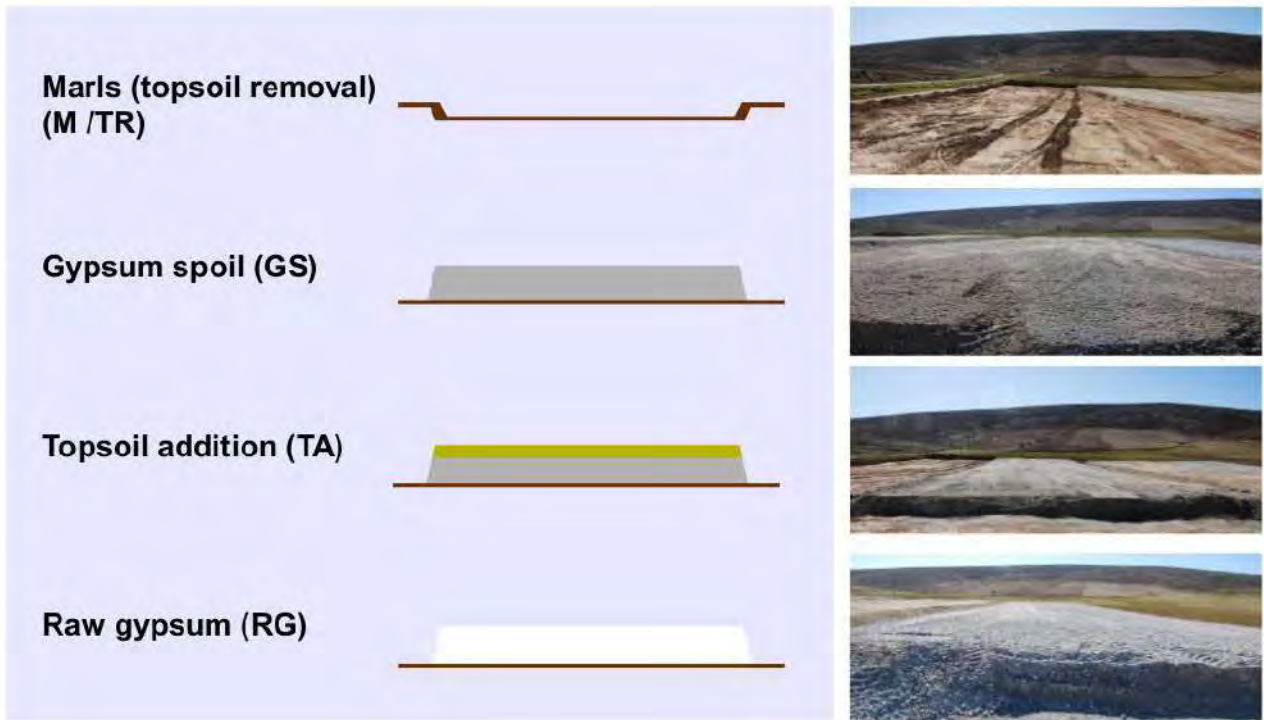 Marls (topsoil removal)
(M /TR)
Gypsum spoil (GS)
Topsoil addition (TA)
Raw gypsum (RG)